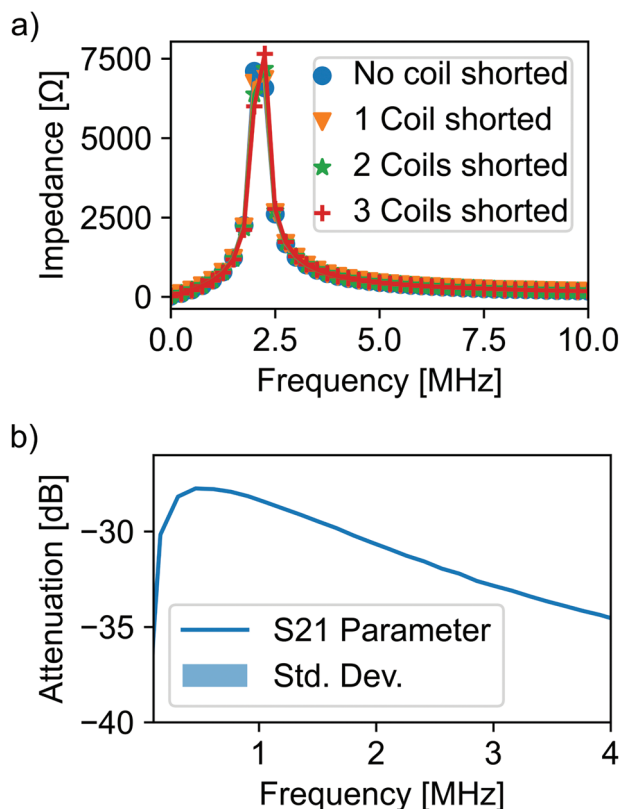 a)
7500
5000
2500
0
Impedance [Ω]
No coil shorted
1 Coil shorted
2 Coils shorted
3 Coils shorted
0.0 2.5 5.0 7.5 10.0
Frequency [MHz]
b)
−30
−35
−40
Attenuation [dB]
S21 Parameter
Std. Dev.
1 2 3 4
Frequency [MHz]